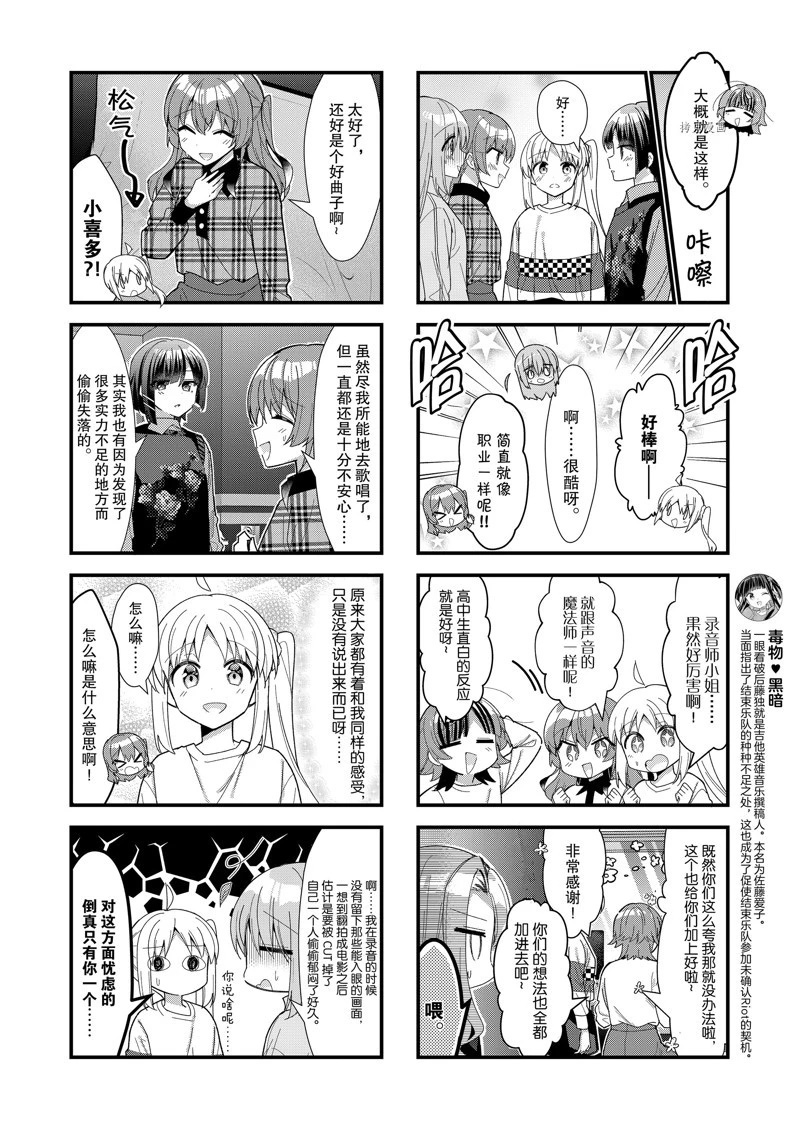 大概就是这样。
拷贝漫画
咔嚓
好……
好棒啊——
哈
哈
啊……很酷呀。
简直就像
职业一样呢!!
录音师小姐
果然好厉害啊!
就跟声音的
魔法师一样呢!
高中生直白的反应
就是好呀~
既然你们这么夸我那就没办法啦
这个也给你们加上好啦~
非常感谢!
你们的想法也全都
加进去吧~
喂。
太好了,
还好是个好曲子啊~
松气
小喜多?!
虽然尽我所能地去歌唱了,
但一直都还是十分不安心……
其实我也有因为发现了
很多实力不足的地方而
偷偷失落的。
原来大家都有着和我同样的感受,
只是没有说出来而已呀……
怎么嘛…
怎么嘛是什么
意思啊!
啊……我在录音的时候
没有留下那些能入眼的画面,
一想到翻拍成电影之后
估计是要被 CUT 掉了
自己一个人偷偷郁闷了好久。
你说啥呢……
对这方面忧虑的
倒真只有你一个……
毒物♥黑暗
一眼看破后藤独就是吉他英雄音乐撰稿人。本名为佐藤爱子。
当面指出了结束乐队的种种不足之处,这也成为了促使结束乐队参加未确认Riot的契机。